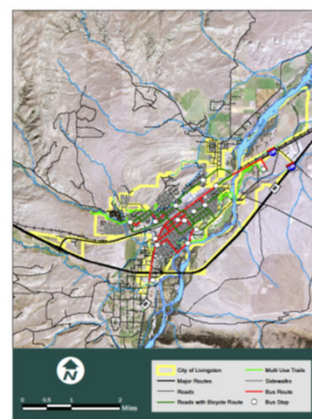 N
0 0.5 1 2
Miles
City of Livingston
Major Routes
Roads
Roads with Bicycle Route
Multi Use Trails
Sidewalks
Bus Route
Bus Stop